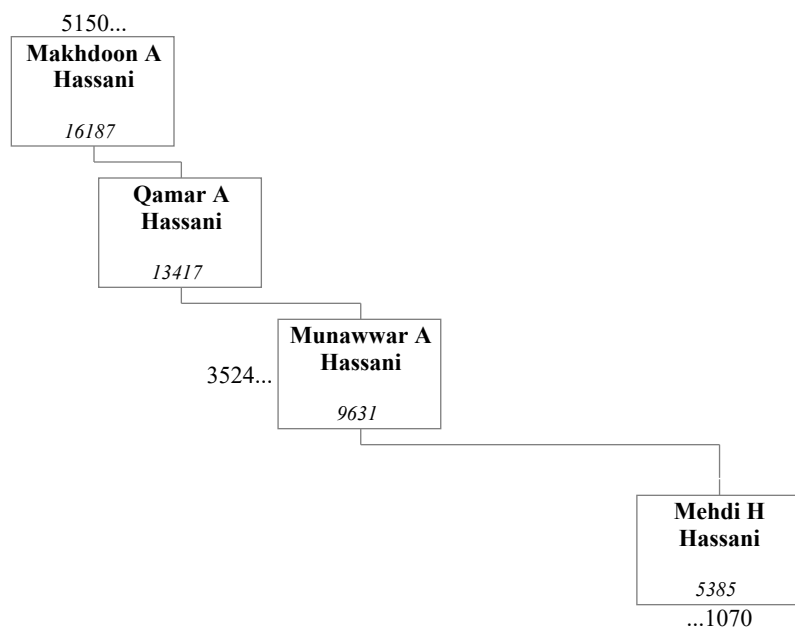 5150...
Makhdoon A
Hassani
16187
Qamar A
Hassani
13417
Munawwar A
Hassani
3524...
9631
Mehdi H
Hassani
5385
...1070